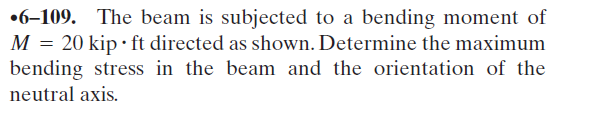 •6–109. The beam is subjected to a bending moment of
M = 20 kip · ft directed as shown. Determine the maximum
bending stress in the beam and the orientation of the
neutral axis.